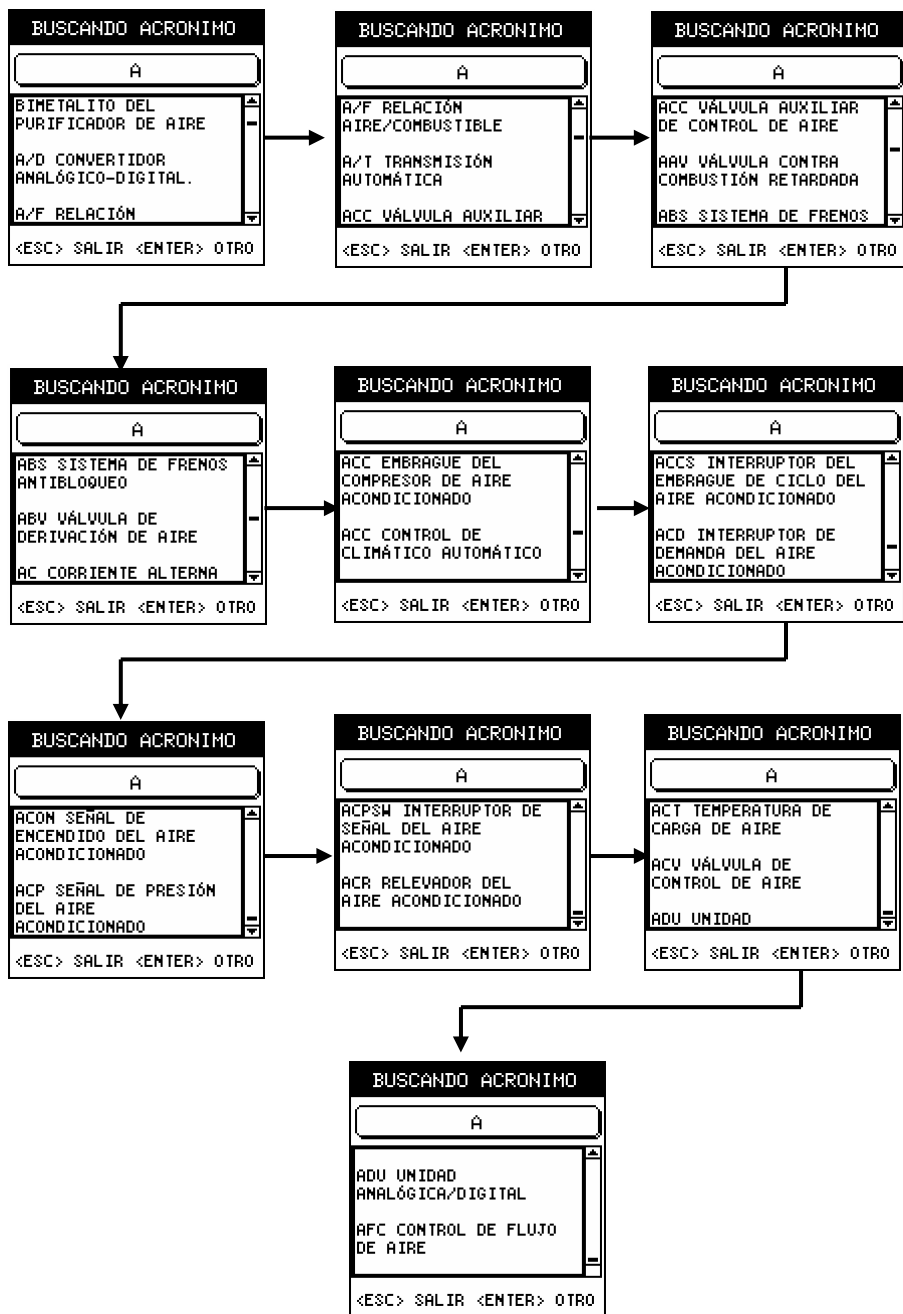 BUSCANDO ACRONIMO
A
BIMETALITO DEL
PURIFICADOR DE AIRE
A/D CONVERTIDOR
ANALÓGICO-DIGITAL.
A/F RELACIÓN
<ESC> SALIR <ENTER> OTRO
BUSCANDO ACRONIMO
A
A/F RELACIÓN
AIRE/COMBUSTIBLE
A/T TRANSMISIÓN
AUTOMÁTICA
ACC VÁLVULA AUXILIAR
<ESC> SALIR <ENTER> OTRO
BUSCANDO ACRONIMO
A
ACC VÁLVULA AUXILIAR
DE CONTROL DE AIRE
AAV VÁLVULA CONTRA
COMBUSTIÓN RETARDADA
ABS SISTEMA DE FRENOS
<ESC> SALIR <ENTER> OTRO
BUSCANDO ACRONIMO
A
ABS SISTEMA DE FRENOS
ANTIBLOQUEO
ABV VÁLVULA DE
DERIVACIÓN DE AIRE
AC CORRIENTE ALTERNA
<ESC> SALIR <ENTER> OTRO
BUSCANDO ACRONIMO
A
ACC EMBRAGUE DEL
COMPRESOR DE AIRE
ACONDICIONADO
ACC CONTROL DE
CLIMÁTICO AUTOMÁTICO
<ESC> SALIR <ENTER> OTRO
BUSCANDO ACRONIMO
A
ACCS INTERRUPTOR DEL
EMBRAGUE DE CICLO DEL
AIRE ACONDICIONADO
ACD INTERRUPTOR DE
DEMANDA DEL AIRE
ACONDICIONADO
<ESC> SALIR <ENTER> OTRO
BUSCANDO ACRONIMO
A
ACON SEÑAL DE
ENCENDIDO DEL AIRE
ACONDICIONADO
ACP SEÑAL DE PRESIÓN
DEL AIRE
ACONDICIONADO
<ESC> SALIR <ENTER> OTRO
BUSCANDO ACRONIMO
A
ACPSW INTERRUPTOR DE
SEÑAL DEL AIRE
ACONDICIONADO
ACR RELEVADOR DEL
AIRE ACONDICIONADO
<ESC> SALIR <ENTER> OTRO
BUSCANDO ACRONIMO
A
ACT TEMPERATURA DE
CARGA DE AIRE
ACV VÁLVULA DE
CONTROL DE AIRE
ADU UNIDAD
<ESC> SALIR <ENTER> OTRO
BUSCANDO ACRONIMO
A
ADU UNIDAD
ANALÓGICA/DIGITAL
AFC CONTROL DE FLUJO
DE AIRE
<ESC> SALIR <ENTER> OTRO